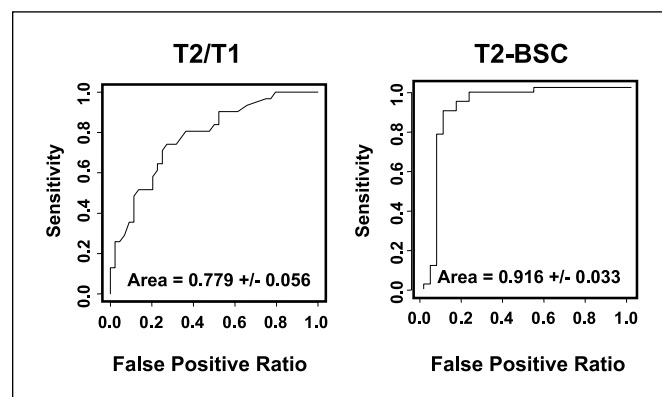 T2/T1
T2-BSC
Sensitivity
1.0
0.8
0.6
0.4
0.2
0.0
Area = 0.779 +/- 0.056
0.0 0.2 0.4 0.6 0.8 1.0
False Positive Ratio
Sensitivity
1.0
0.8
0.6
0.4
0.2
0.0
Area = 0.916 +/- 0.033
0.0 0.2 0.4 0.6 0.8 1.0
False Positive Ratio